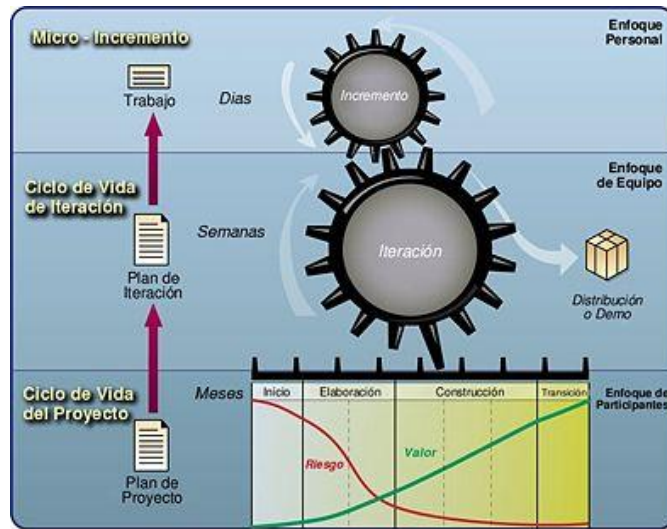 Micro - Incremento
Enfoque
Personal
Trabajo
Dias
Incremento
Ciclo de Vida
de Iteración
Enfoque
de Equipo
Semanas
Iteración
Plan de
Iteración
Distribución
o Demo
Ciclo de Vida
del Proyecto
Meses
Inicio
Elaboración
Construcción
Transición
Enfoque de
Participantes
Riesgo
Valor
Plan de
Proyecto